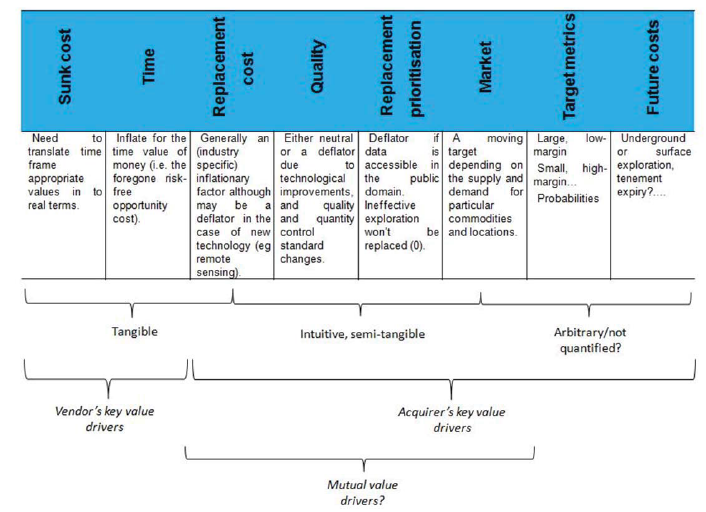 Sunk cost
Time
Replacement
cost
Quality
Replacement
prioritisation
Market
Target metrics
Future costs
Need to
translate time
frame
appropriate
values in to
real terms.
Inflate for the
time value of
money (i.e. the
foregone risk-
free
opportunity
cost).
Generally an
(industry
specific)
inflationary
factor although
may be a
deflator in the
case of new
technology (eg
remote
sensing).
Either neutral
or a deflator
due to
technological
improvements,
and quality
and quantity
control
standard
changes.
Deflator if
data is
accessible in
the public
domain.
Ineffective
exploration
won't be
replaced (0).
A moving
target
depending on
the supply and
demand for
particular
commodities
and locations.
Large, low-
margin
Small, high-
margin...
Probabilities
Underground
or surface
exploration,
tenement
expiry?....
Tangible
Intuitive, semi-tangible
Arbitrary/not
quantified?
Vendor's key value
drivers
Acquirer's key value
drivers
Mutual value
drivers?